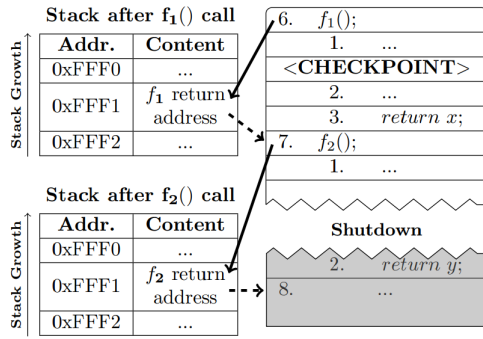 Stack after f₁() call
Stack Growth
Addr. Content
0xFFF0 ...
0xFFF1 f₁ return
address
0xFFF2 ...
Stack after f₂() call
Stack Growth
Addr. Content
0xFFF0 ...
0xFFF1 f₂ return
address
0xFFF2 ...
6. f₁();
1. ...
<CHECKPOINT>
2. ...
3. return x;
7. f₂();
1. ...
Shutdown
2. return y;
8. ...